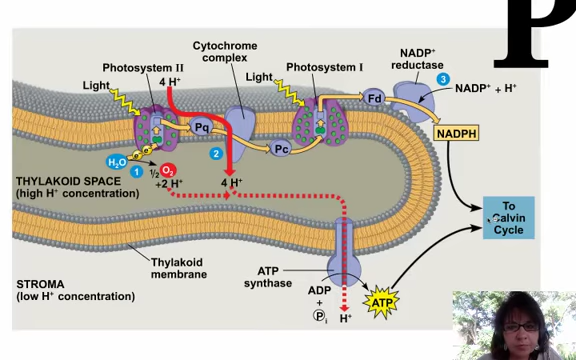 P
Cytochrome
complex
Photosystem II
4 H⁺
Light
Light
Photosystem I
NADP⁺
reductase
3
NADP⁺ + H⁺
Fd
Pq
Pc
NADPH
H₂O
e⁻
e⁻
1
½
O₂
+2 H⁺
2
4 H⁺
THYLAKOID SPACE
(high H⁺ concentration)
To
Calvin
Cycle
Thylakoid
membrane
STROMA
(low H⁺ concentration)
ATP
synthase
ADP
+
Pᵢ
H⁺
ATP